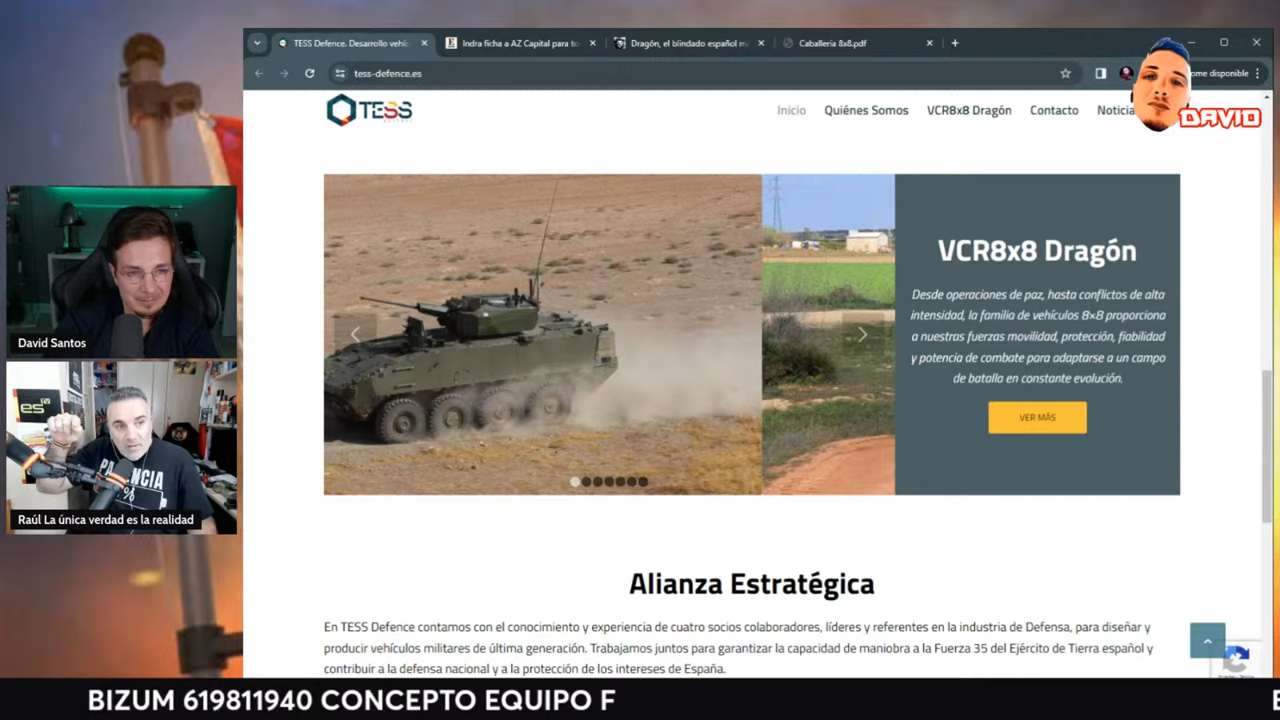 TESS Defence. Desarrollo vehíc
Indra ficha a AZ Capital para to
Dragón, el blindado español m
Caballeria 8x8.pdf
tess-defence.es
ome disponible
TESS
Inicio
Quiénes Somos
VCR8x8 Dragón
Contacto
Noticia
DAVID
VCR8x8 Dragón
Desde operaciones de paz, hasta conflictos de alta
intensidad, la familia de vehículos 8×8 proporciona
a nuestras fuerzas movilidad, protección, fiabilidad
y potencia de combate para adaptarse a un campo
de batalla en constante evolución.
VER MÁS
David Santos
es
Raúl La única verdad es la realidad
Alianza Estratégica
En TESS Defence contamos con el conocimiento y experiencia de cuatro socios colaboradores, líderes y referentes en la industria de Defensa, para diseñar y
producir vehículos militares de última generación. Trabajamos juntos para garantizar la capacidad de maniobra a la Fuerza 35 del Ejército de Tierra español y
contribuir a la defensa nacional y a la protección de los intereses de España.
BIZUM 619811940 CONCEPTO EQUIPO F